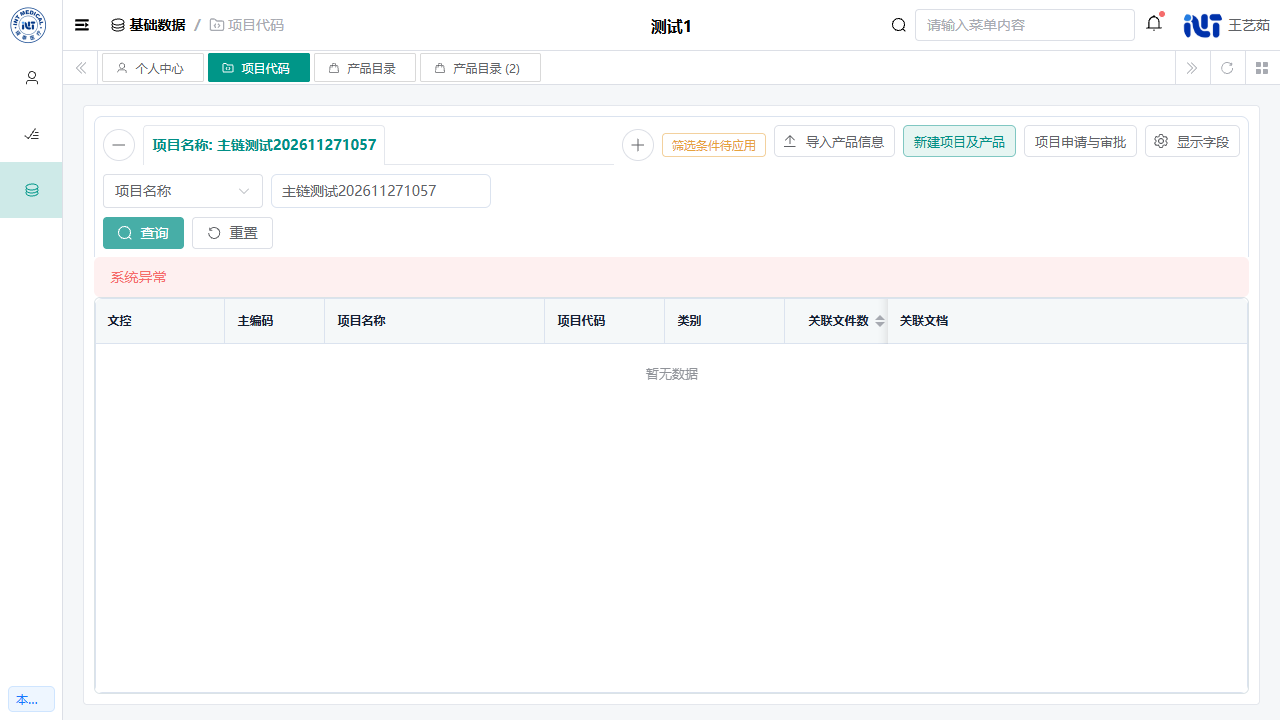 INT MEDICAL
基础数据 / 项目代码
测试1
请输入菜单内容
王艺茹
个人中心
项目代码
产品目录
产品目录 (2)
项目名称: 主链测试202611271057
筛选条件待应用
导入产品信息
新建项目及产品
项目申请与审批
显示字段
项目名称
主链测试202611271057
查询
重置
系统异常
文控
主编码
项目名称
项目代码
类别
关联文件数
关联文档
暂无数据
本...